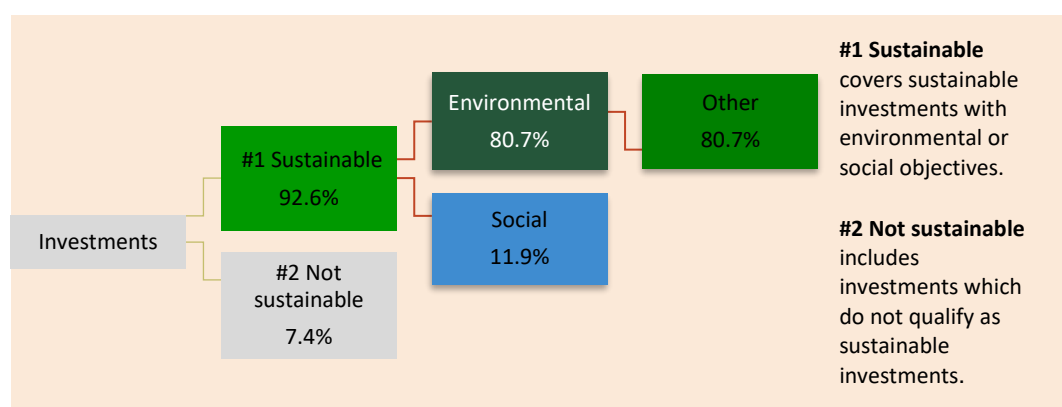 Investments
#1 Sustainable
92.6%
#2 Not
sustainable
7.4%
Environmental
80.7%
Social
11.9%
Other
80.7%
#1 Sustainable
covers sustainable
investments with
environmental or
social objectives.
#2 Not sustainable
includes
investments which
do not qualify as
sustainable
investments.